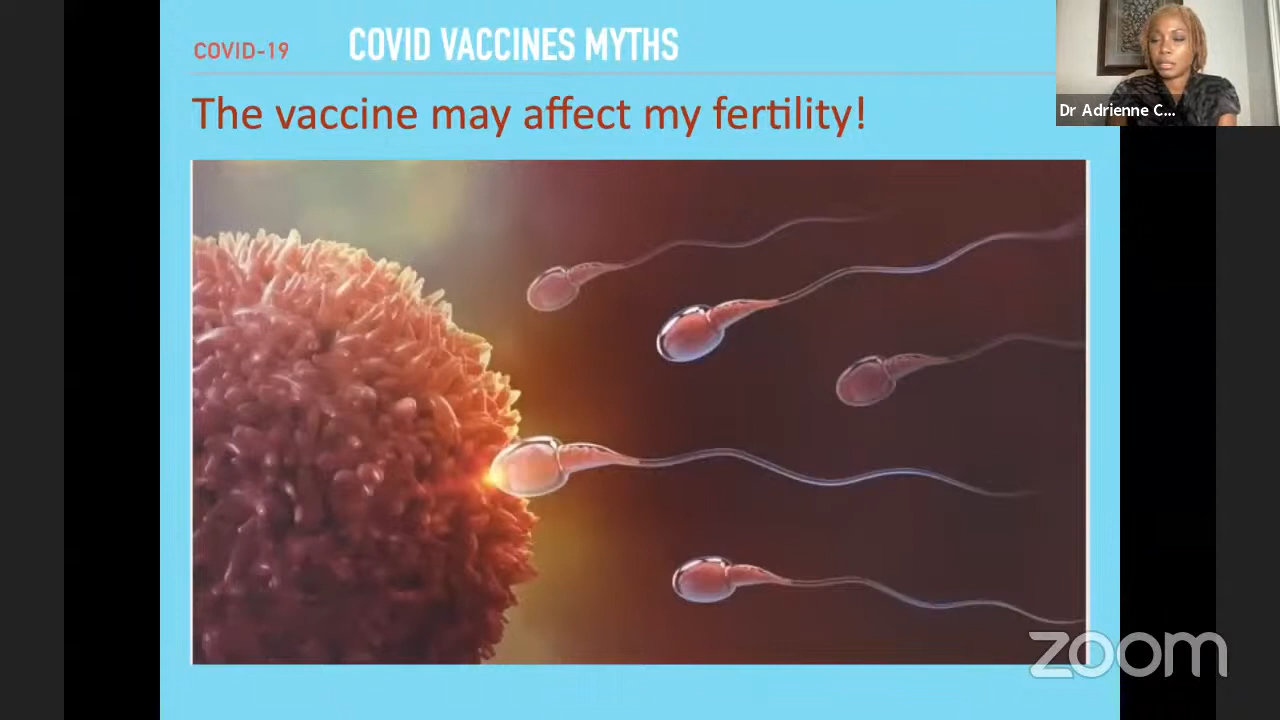 COVID-19 COVID VACCINES MYTHS
The vaccine may affect my fertility!
Dr Adrienne C...
zoom